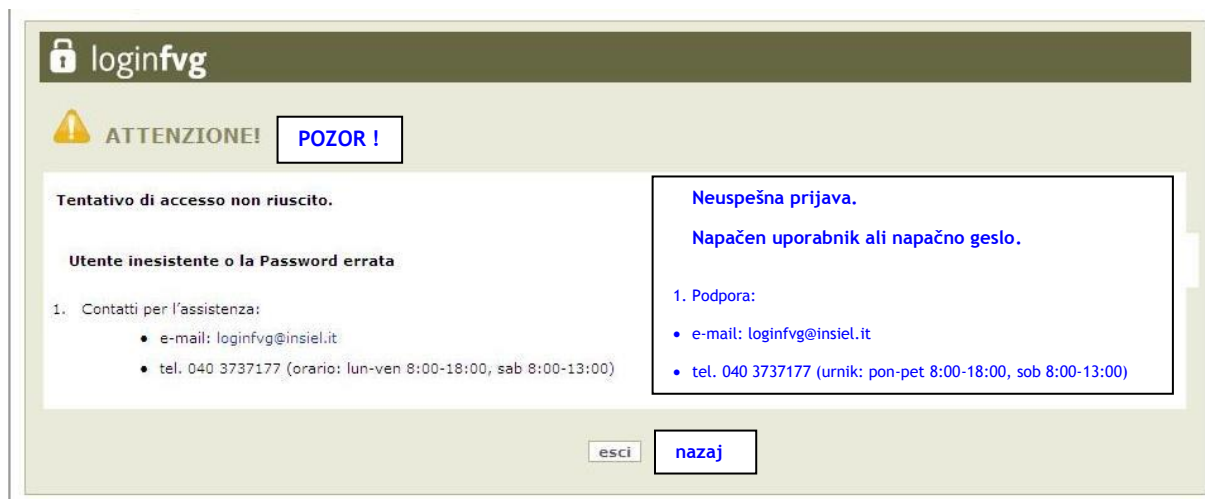 loginfvg
ATTENZIONE!
POZOR !
Tentativo di accesso non riuscito.
Utente inesistente o la Password errata
1. Contatti per l'assistenza:
• e-mail: loginfvg@insiel.it
• tel. 040 3737177 (orario: lun-ven 8:00-18:00, sab 8:00-13:00)
Neuspešna prijava.
Napačen uporabnik ali napačno geslo.
1. Podpora:
• e-mail: loginfvg@insiel.it
• tel. 040 3737177 (urnik: pon-pet 8:00-18:00, sob 8:00-13:00)
esci
nazaj